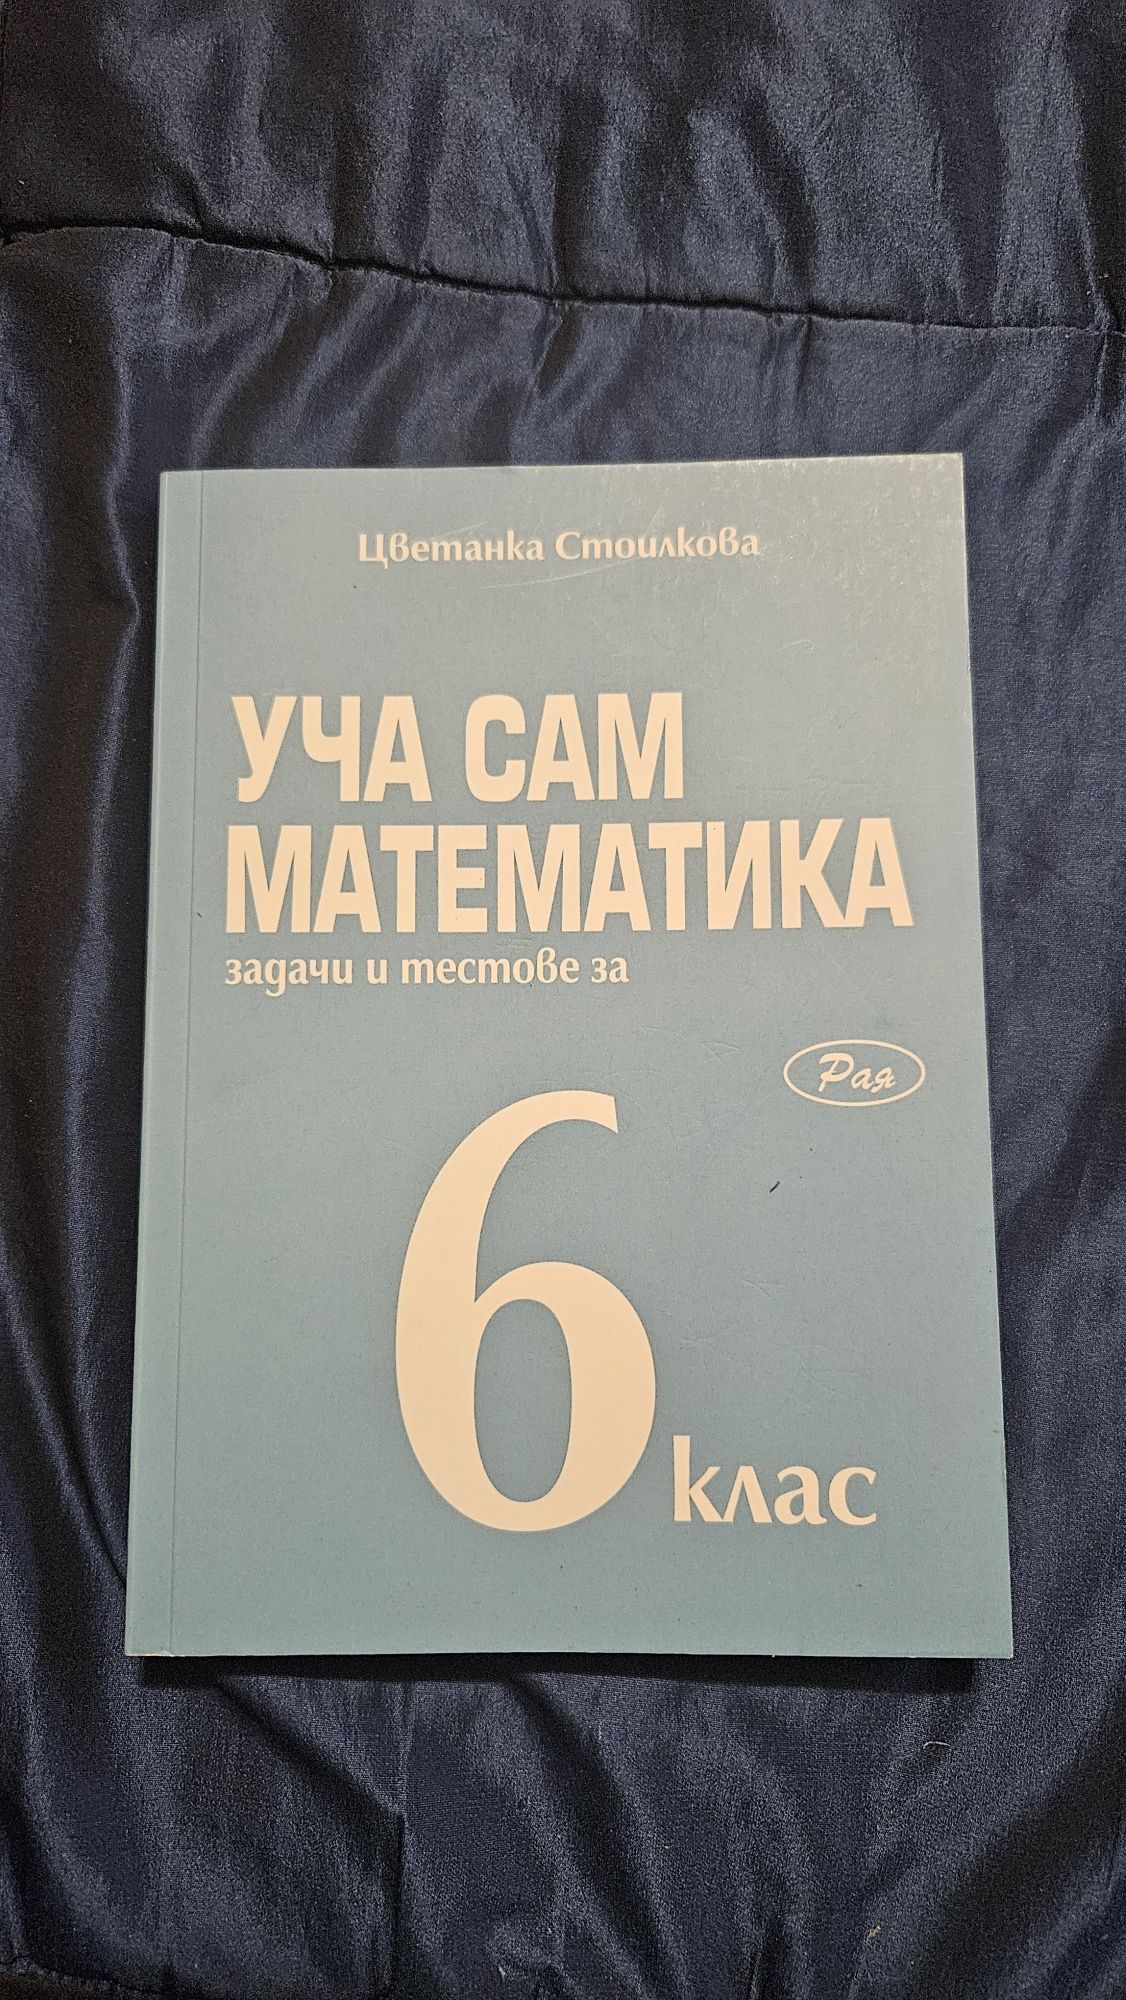 Цветанка Стоилкова
УЧА САМ
МАТЕМАТИКА
задачи и тестове за
Рая
6 клас